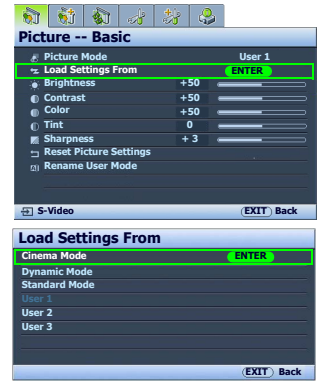 Picture -- Basic
Picture Mode User 1
Load Settings From ENTER
Brightness +50
Contrast +50
Color +50
Tint 0
Sharpness + 3
Reset Picture Settings
Rename User Mode
S-Video EXIT Back
Load Settings From
Cinema Mode ENTER
Dynamic Mode
Standard Mode
User 1
User 2
User 3
EXIT Back